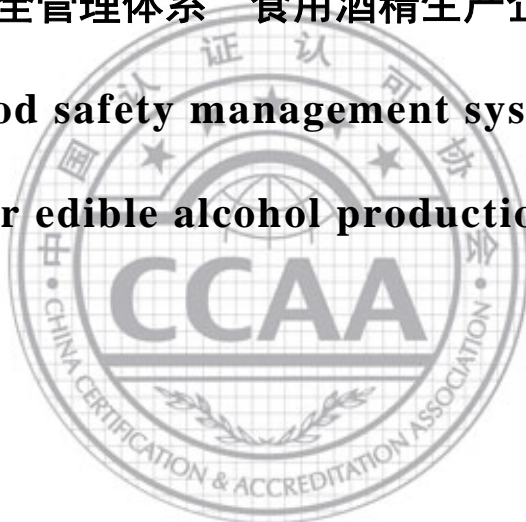 全管理体系 食用酒精生产企
od safety management sys
r edible alcohol productio
中国认证认可协会
CCAA
CHINA CERTIFICATION & ACCREDITATION ASSOCIATION